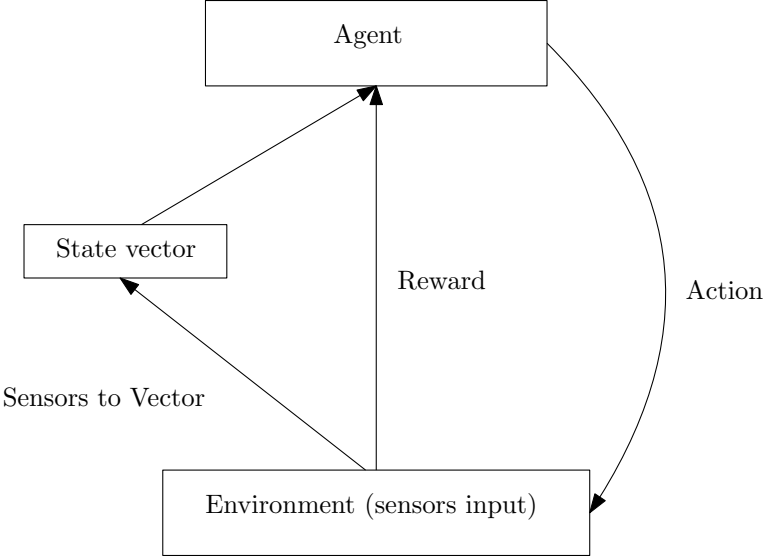 Agent
State vector
Reward
Action
Sensors to Vector
Environment (sensors input)